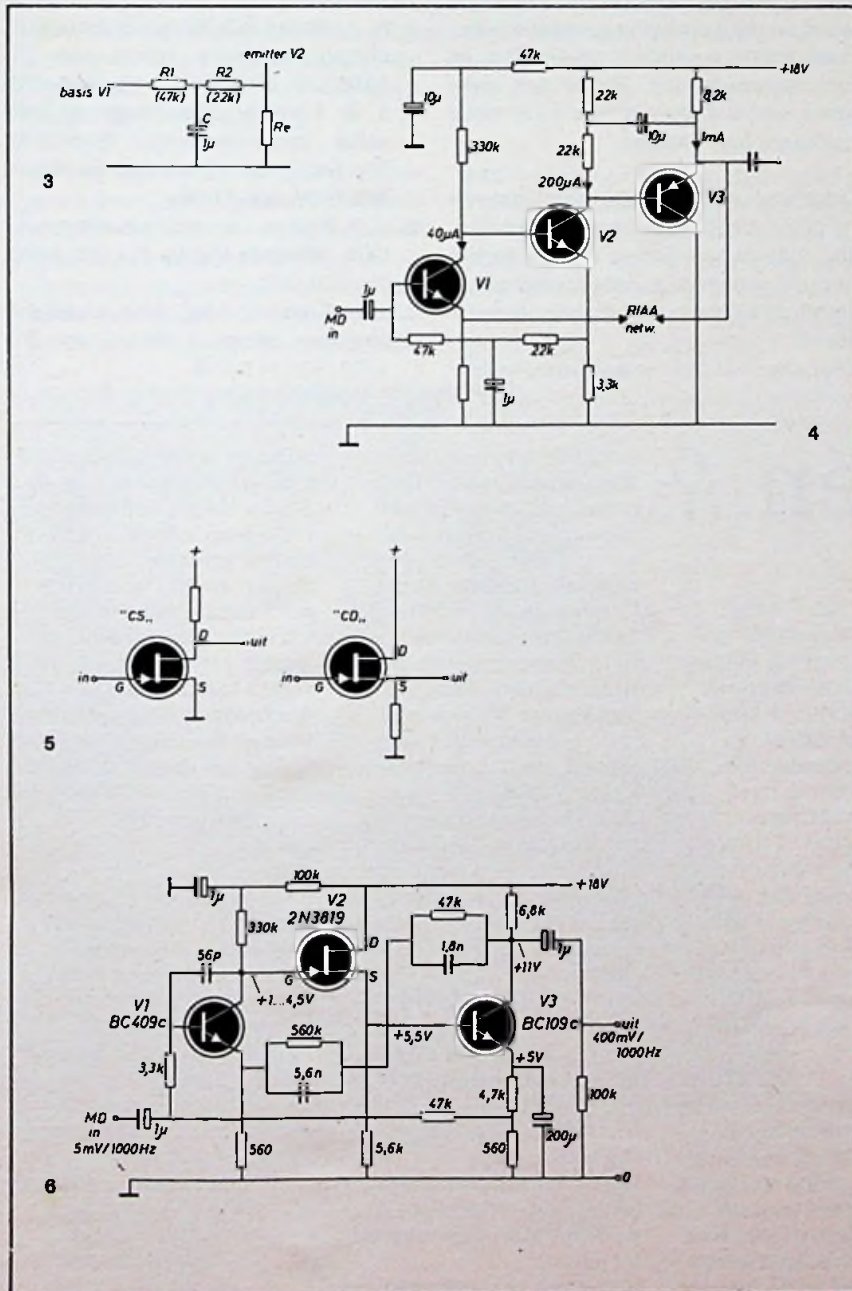 emitter V2
basis V1
R1
(47k)
R2
(22k)
C
1µ
Re
3
47k
+18V
10µ
330k
22k
8,2k
10µ
1mA
22k
200µA
V3
40µA
V2
V1
1µ
MD
in
RIAA
netw.
47k
22k
1µ
3,3k
4
+
"CS"
D
uit
in
G
S
+
"CD"
D
in
G
S
uit
5
1µ
100k
V2
2N3819
47k
+18V
330k
D
6,8k
1,8n
1µ
56p
G
S
+11V
V1
BC409c
+1...4,5V
V3
BC109c
uit
400mV/
1000Hz
560k
+5,5V
+5V
3,3k
5,6n
4,7k
100k
MD
in
5mV/1000Hz
1µ
47k
200µ
560
5,6k
560
0
6